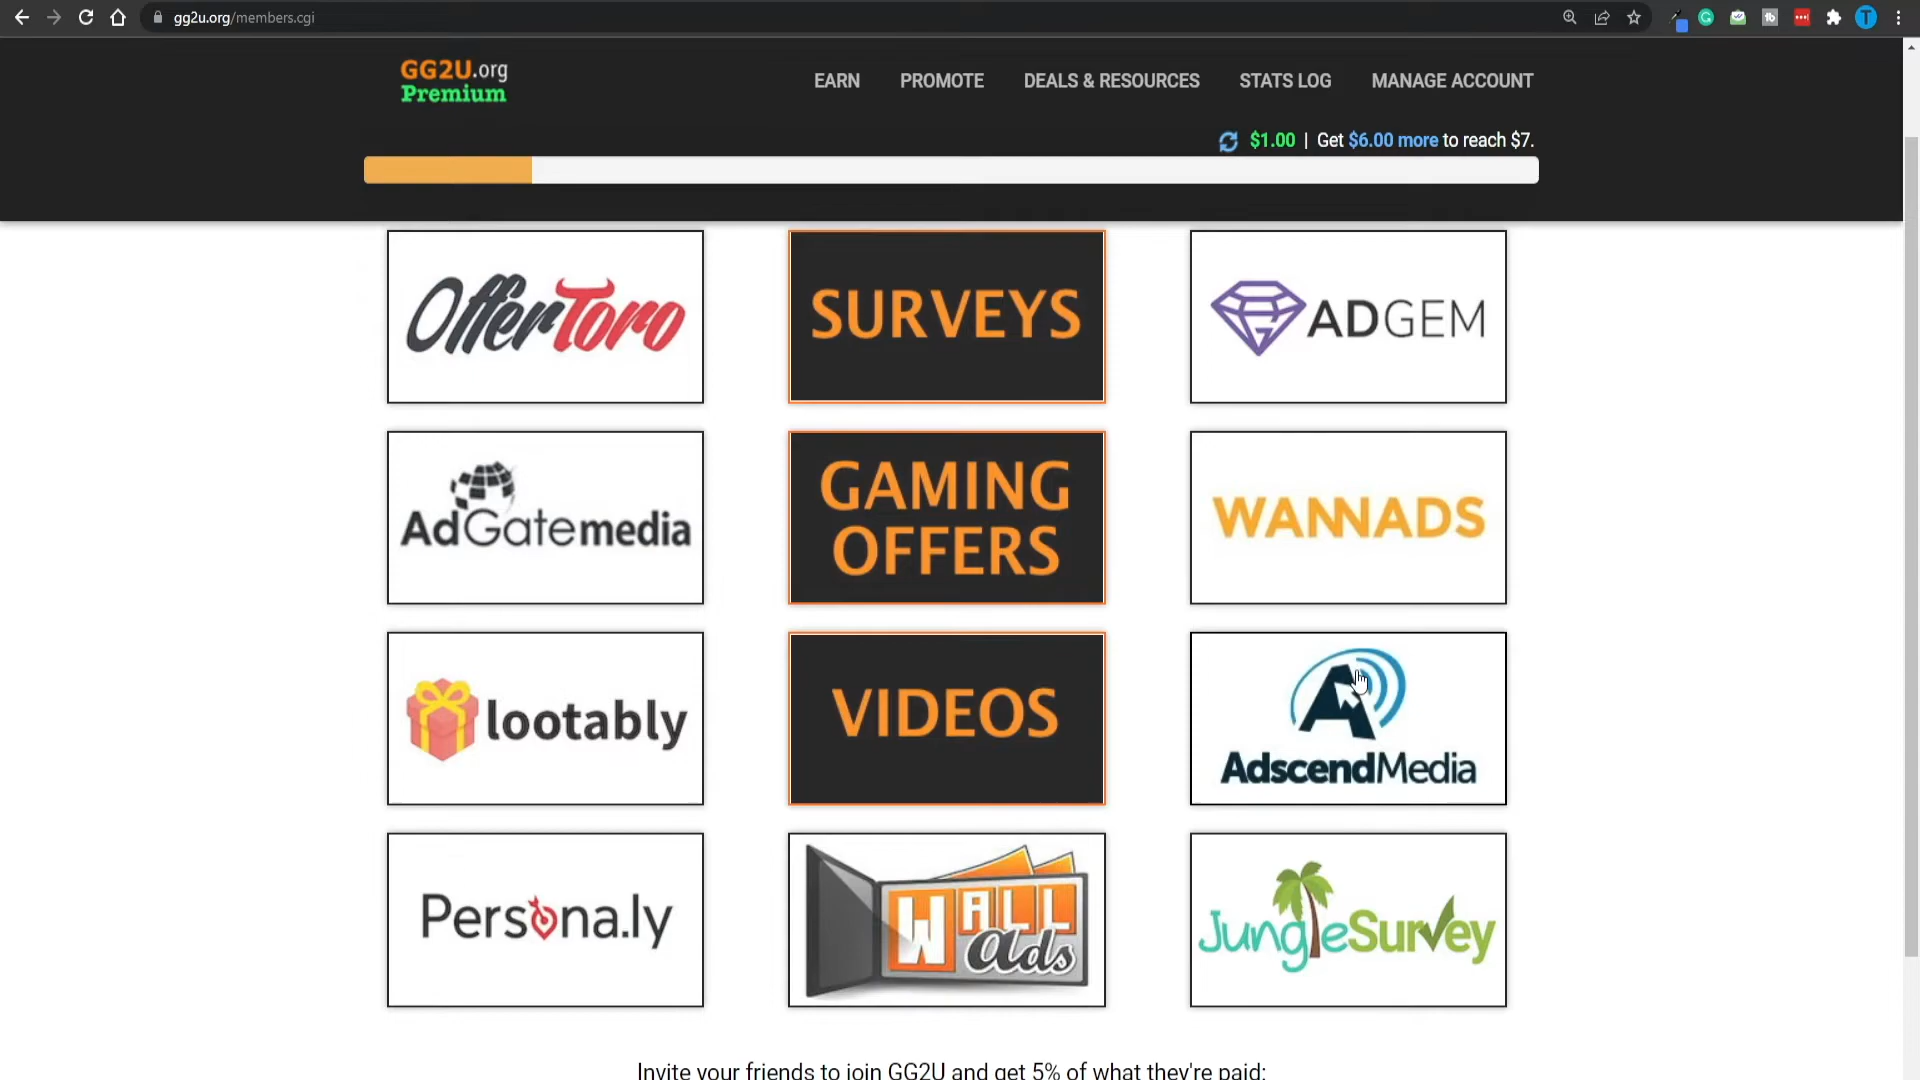 gg2u.org/members.cgi
GG2U.org
Premium
EARN
PROMOTE
DEALS & RESOURCES
STATS LOG
MANAGE ACCOUNT
$1.00 | Get $6.00 more to reach $7.
OfferToro
SURVEYS
ADGEM
AdGatemedia
GAMING
OFFERS
WANNADS
lootably
VIDEOS
AdscendMedia
Persona.ly
WALL
Ads
JungleSurvey
Invite your friends to join GG2U and get 5% of what they're paid: